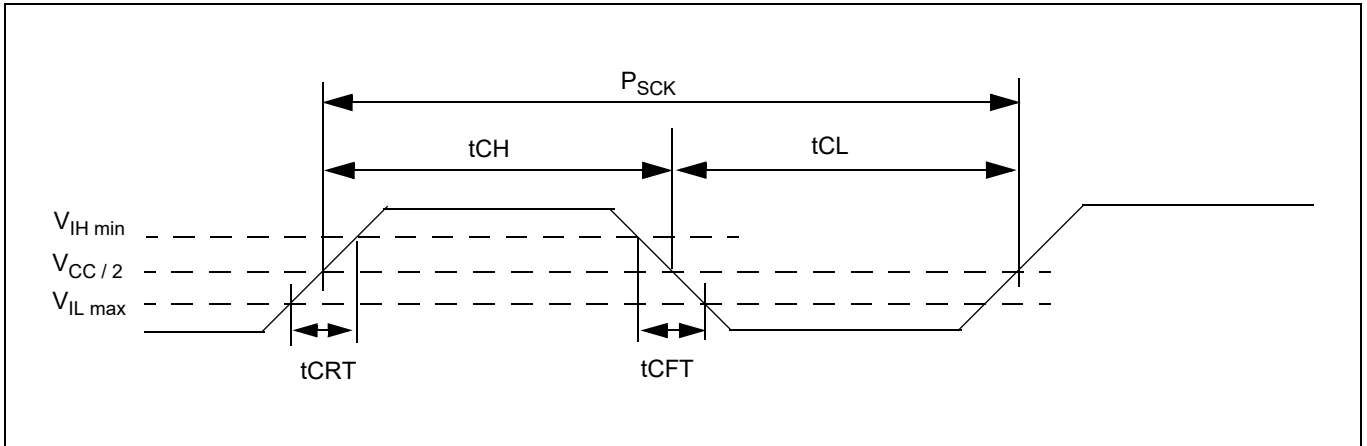 PSCK
tCH
tCL
VIH min
VCC / 2
VIL max
tCRT
tCFT